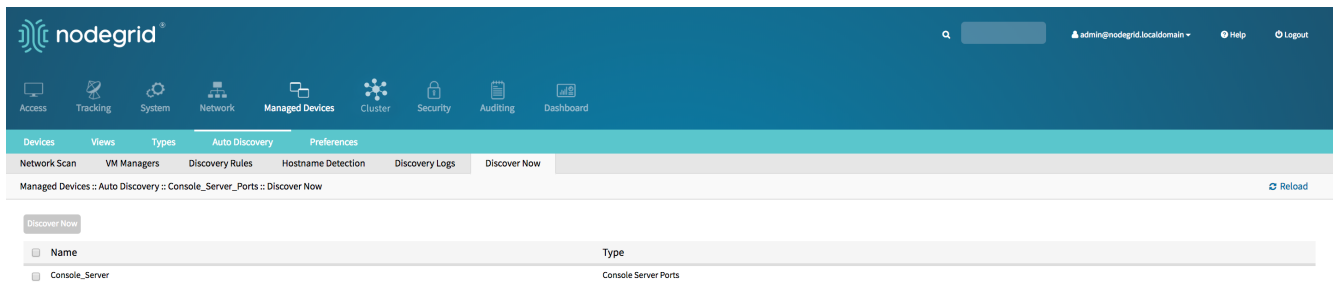 nodegrid®
admin@nodegrid.localdomain Help Logout
Access Tracking System Network Managed Devices Cluster Security Auditing Dashboard
Devices Views Types Auto Discovery Preferences
Network Scan VM Managers Discovery Rules Hostname Detection Discovery Logs Discover Now
Managed Devices :: Auto Discovery :: Console_Server_Ports :: Discover Now Reload
Discover Now
Name Type
Console_Server Console Server Ports